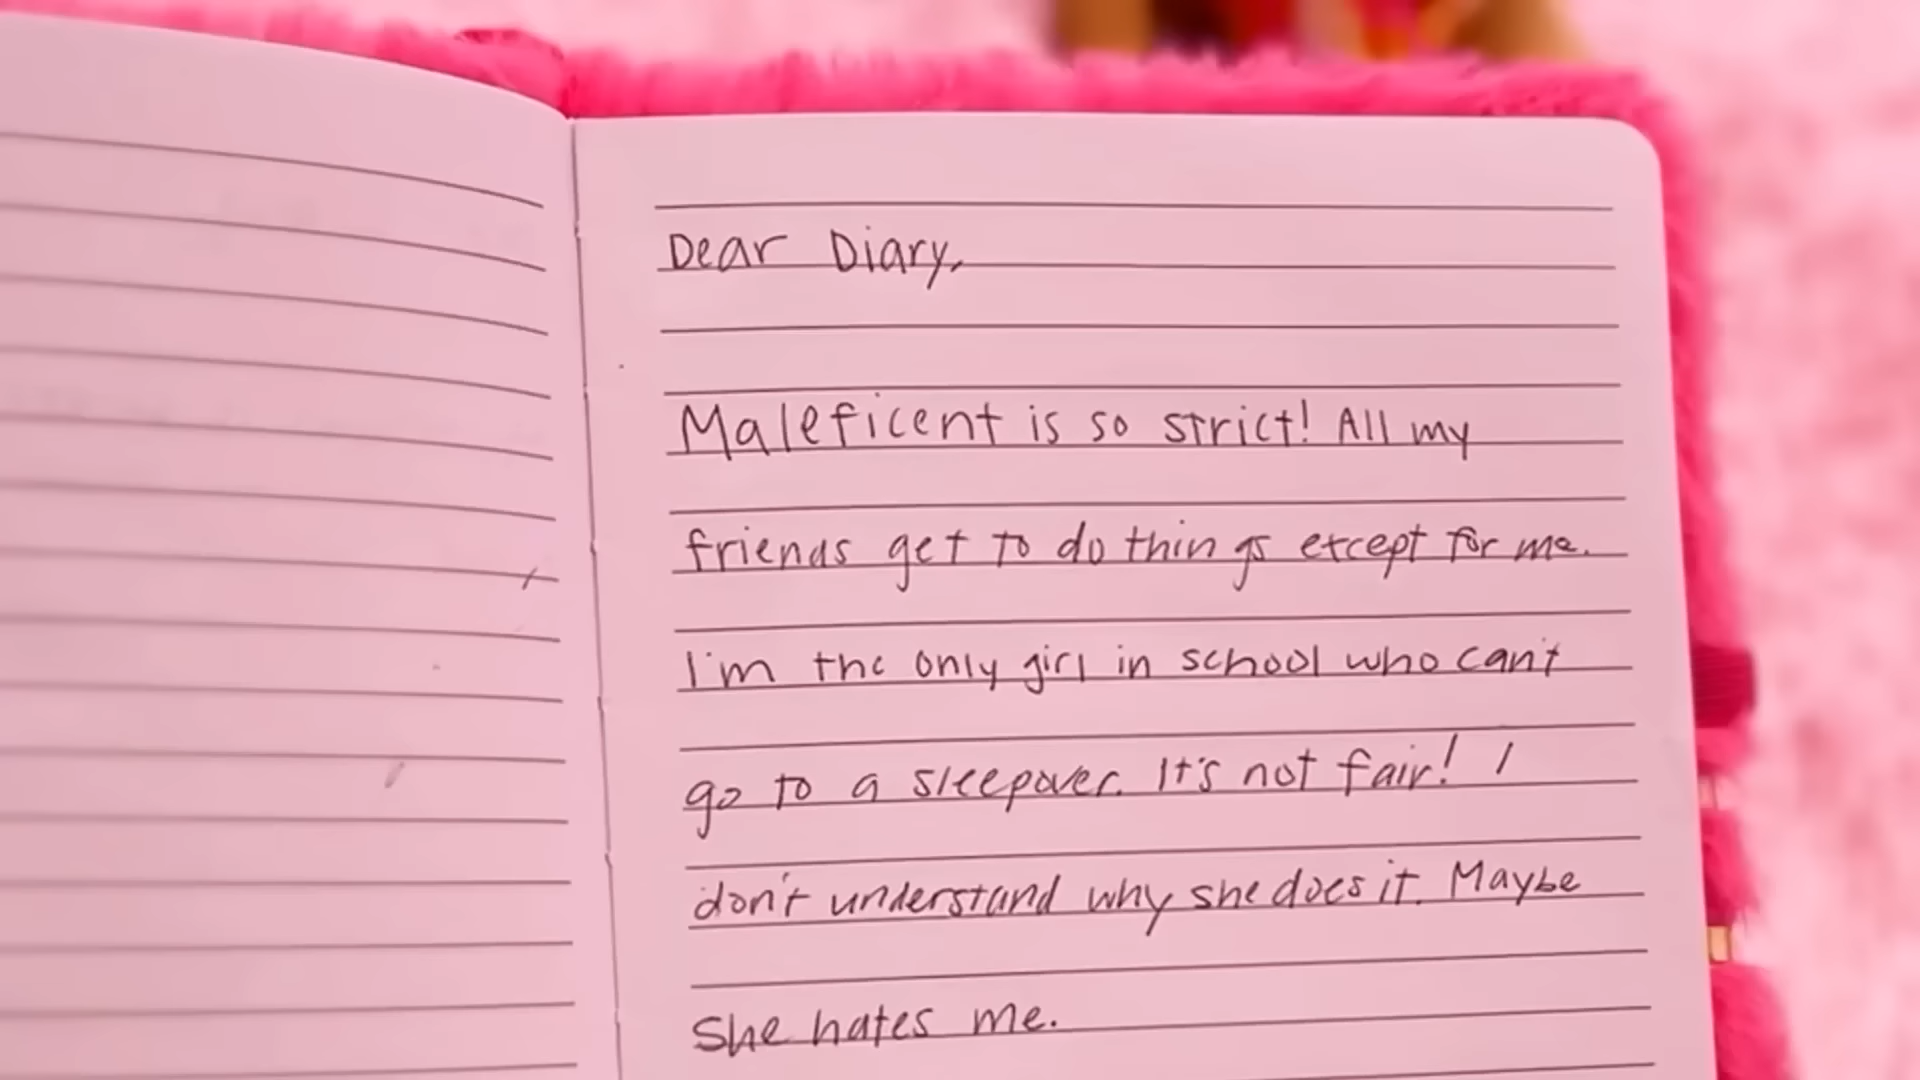 Dear Diary,
Maleficent is so strict! All my
friends get to do things except for me.
I'm the only girl in school who can't
go to a sleepover. It's not fair! I
don't understand why she does it. Maybe
she hates me.